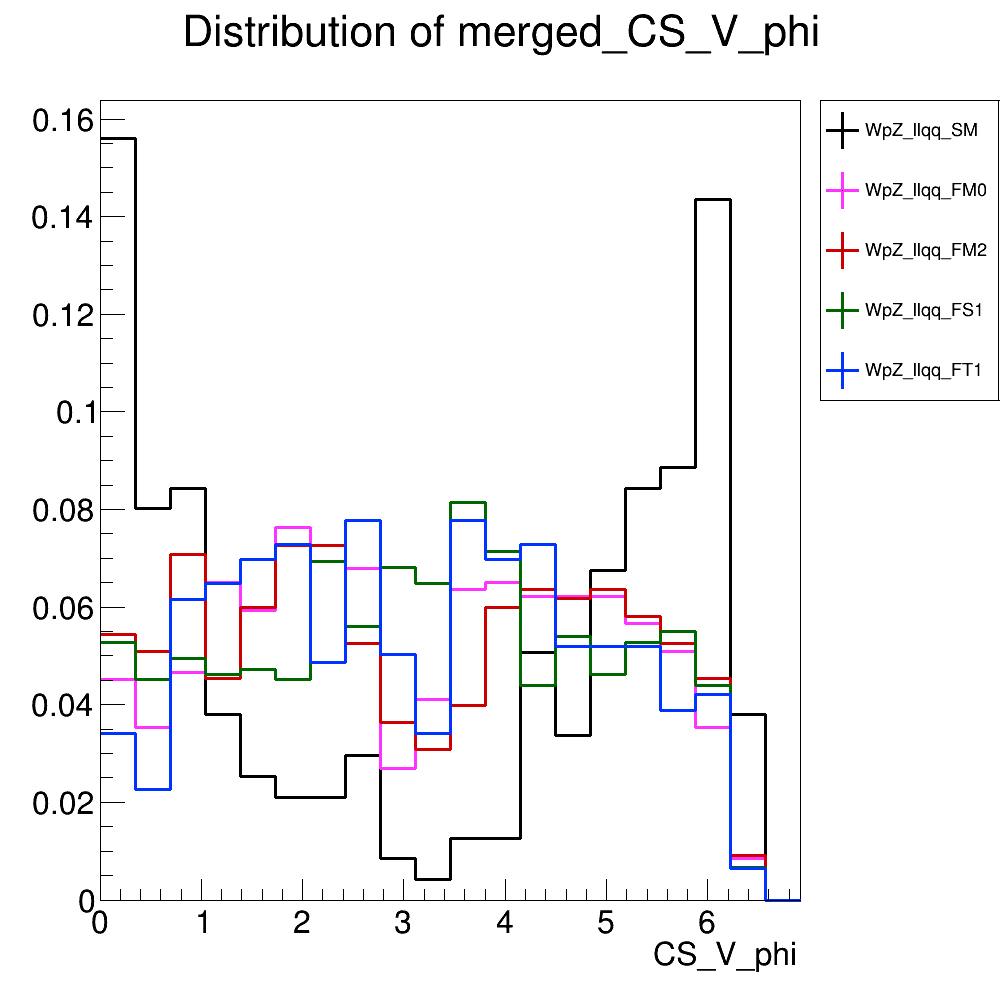 Distribution of merged_CS_V_phi
0.16
0.14
0.12
0.1
0.08
0.06
0.04
0.02
0
0 1 2 3 4 5 6
CS_V_phi
WpZ_llqq_SM
WpZ_llqq_FM0
WpZ_llqq_FM2
WpZ_llqq_FS1
WpZ_llqq_FT1